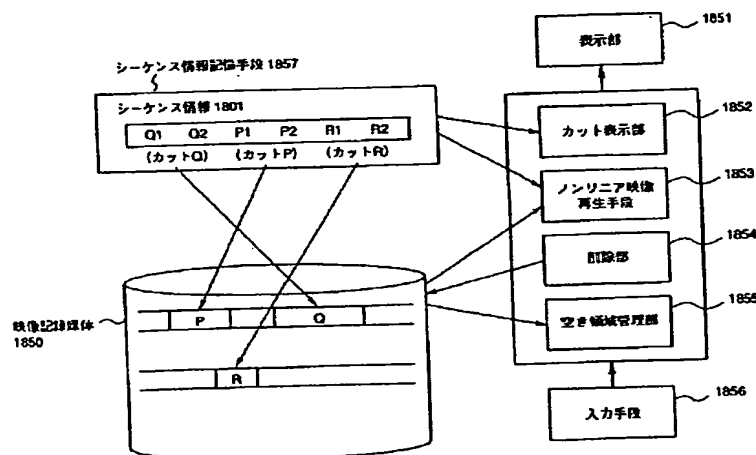 1851
表示部
シーケンス情報記憶手段 1857
シーケンス情報 1801
Q1 Q2 P1 P2 R1 R2
(カットQ) (カットP) (カットR)
1852
カット表示部
1853
ノンリニア映像
再生手段
1854
削除部
1855
空き領域管理部
映像記録媒体
1850
P
Q
R
1856
入力手段